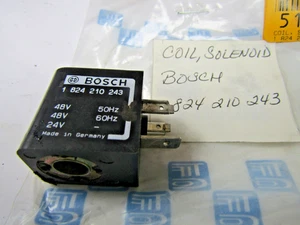 BOSCH
1 824 210 243
48V 50Hz
48V 60Hz
24V -
Made in Germany
COIL, SOLENOID
BOSCH
824 210 243
51